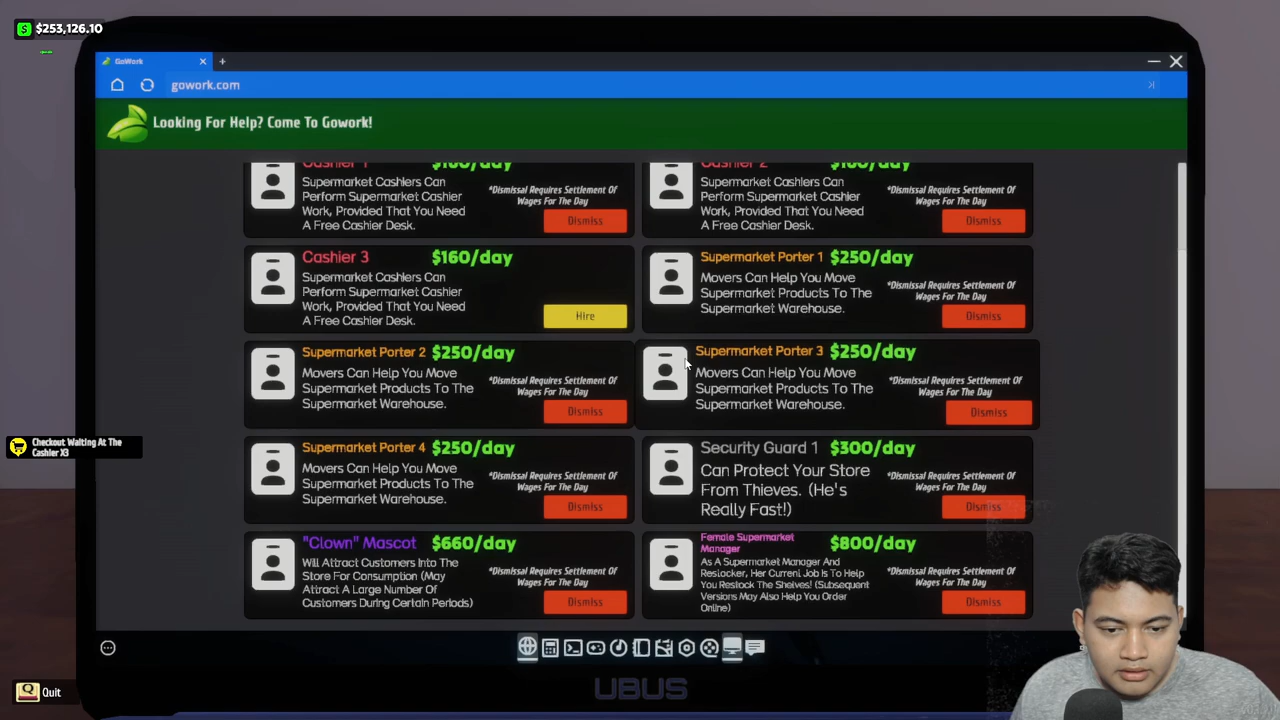 $253,126.10
GoWork
gowork.com
Looking For Help? Come To Gowork!
Cashier 1 $160/day
Supermarket Cashiers Can
Perform Supermarket Cashier
Work, Provided That You Need
A Free Cashier Desk.
*Dismissal Requires Settlement Of
Wages For The Day
Dismiss
Cashier 2 $160/day
Supermarket Cashiers Can
Perform Supermarket Cashier
Work, Provided That You Need
A Free Cashier Desk.
*Dismissal Requires Settlement Of
Wages For The Day
Dismiss
Cashier 3 $160/day
Supermarket Cashiers Can
Perform Supermarket Cashier
Work, Provided That You Need
A Free Cashier Desk.
Hire
Supermarket Porter 1 $250/day
Movers Can Help You Move
Supermarket Products To The
Supermarket Warehouse.
*Dismissal Requires Settlement Of
Wages For The Day
Dismiss
Supermarket Porter 2 $250/day
Movers Can Help You Move
Supermarket Products To The
Supermarket Warehouse.
*Dismissal Requires Settlement Of
Wages For The Day
Dismiss
Supermarket Porter 3 $250/day
Movers Can Help You Move
Supermarket Products To The
Supermarket Warehouse.
*Dismissal Requires Settlement Of
Wages For The Day
Dismiss
Checkout Waiting At The
Cashier X3
Supermarket Porter 4 $250/day
Movers Can Help You Move
Supermarket Products To The
Supermarket Warehouse.
*Dismissal Requires Settlement Of
Wages For The Day
Dismiss
Security Guard 1 $300/day
Can Protect Your Store
From Thieves. (He's
Really Fast!)
*Dismissal Requires Settlement Of
Wages For The Day
Dismiss
"Clown" Mascot $660/day
Will Attract Customers Into The
Store For Consumption (May
Attract A Large Number Of
Customers During Certain Periods)
*Dismissal Requires Settlement Of
Wages For The Day
Dismiss
Female Supermarket
Manager $800/day
As A Supermarket Manager And
Reslocker, Her Current Job Is To Help
You Restock The Shelves! (Subsequent
Versions May Also Help You Order
Online)
*Dismissal Requires Settlement Of
Wages For The Day
Dismiss
Q Quit
UBUS